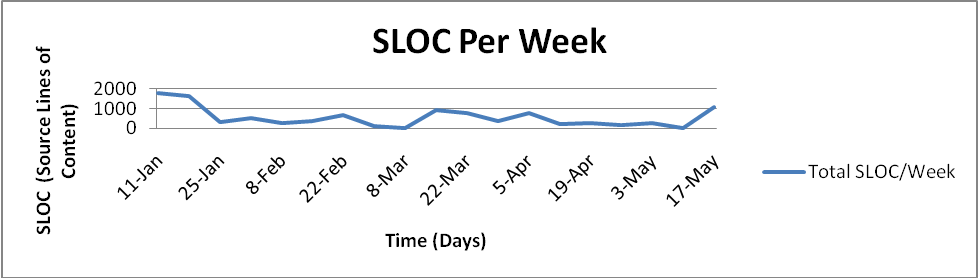 SLOC Per Week
SLOC (Source Lines of
Content)
2000
1000
0
11-Jan
25-Jan
8-Feb
22-Feb
8-Mar
22-Mar
5-Apr
19-Apr
3-May
17-May
Time (Days)
Total SLOC/Week